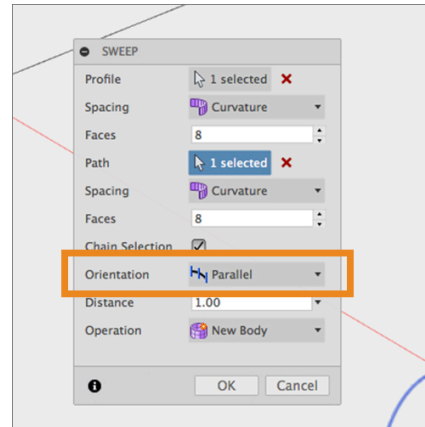 SWEEP
Profile 1 selected
Spacing Curvature
Faces 8
Path 1 selected
Spacing Curvature
Faces 8
Chain Selection
Orientation Parallel
Distance 1.00
Operation New Body
OK Cancel